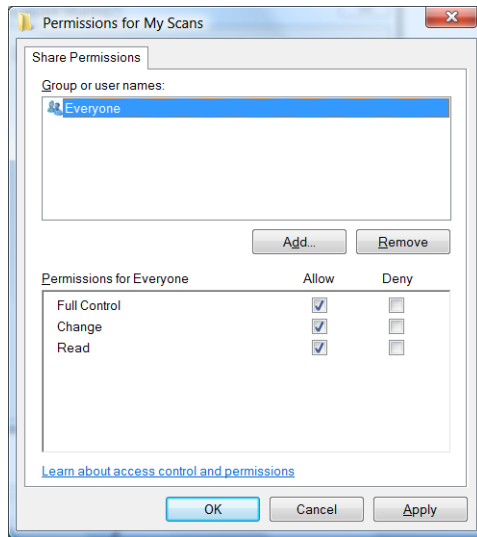 Permissions for My Scans
Share Permissions
Group or user names:
Everyone
Add...
Remove
Permissions for Everyone Allow Deny
Full Control
Change
Read
Learn about access control and permissions
OK Cancel Apply